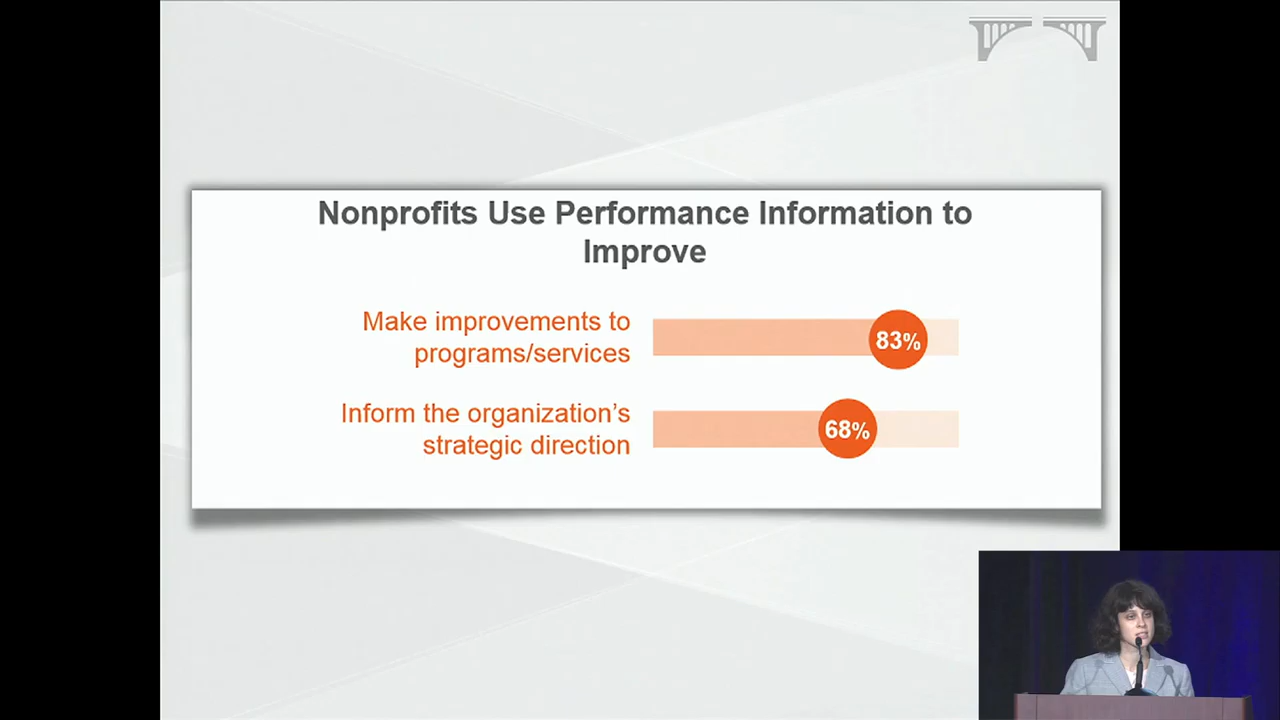 Nonprofits Use Performance Information to
Improve
Make improvements to
programs/services
83%
Inform the organization’s
strategic direction
68%